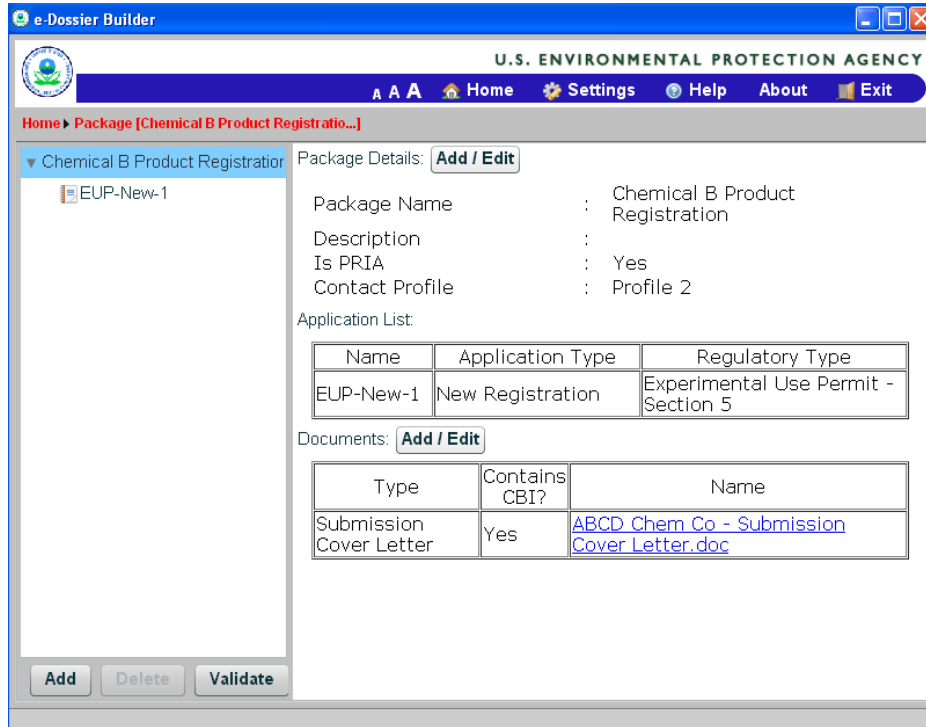 e-Dossier Builder
U.S. ENVIRONMENTAL PROTECTION AGENCY
A A A Home Settings Help About Exit
Home Package [Chemical B Product Registratio...]
Chemical B Product Registration
EUP-New-1
Package Details: Add / Edit
Package Name : Chemical B Product
Registration
Description :
Is PRIA : Yes
Contact Profile : Profile 2
Application List:
Name Application Type Regulatory Type
EUP-New-1 New Registration Experimental Use Permit -
Section 5
Documents: Add / Edit
Type Contains
CBI? Name
Submission
Cover Letter Yes ABCD Chem Co - Submission
Cover Letter.doc
Add Delete Validate